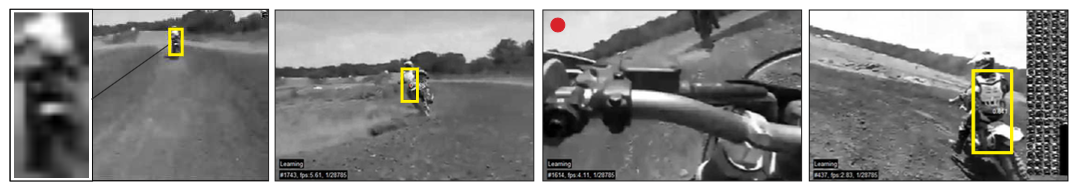 Learning
#1743, fps:5.61, 1/28785
Learning
#1614, fps:4.11, 1/28785
Learning
#437, fps:2.83, 1/28785